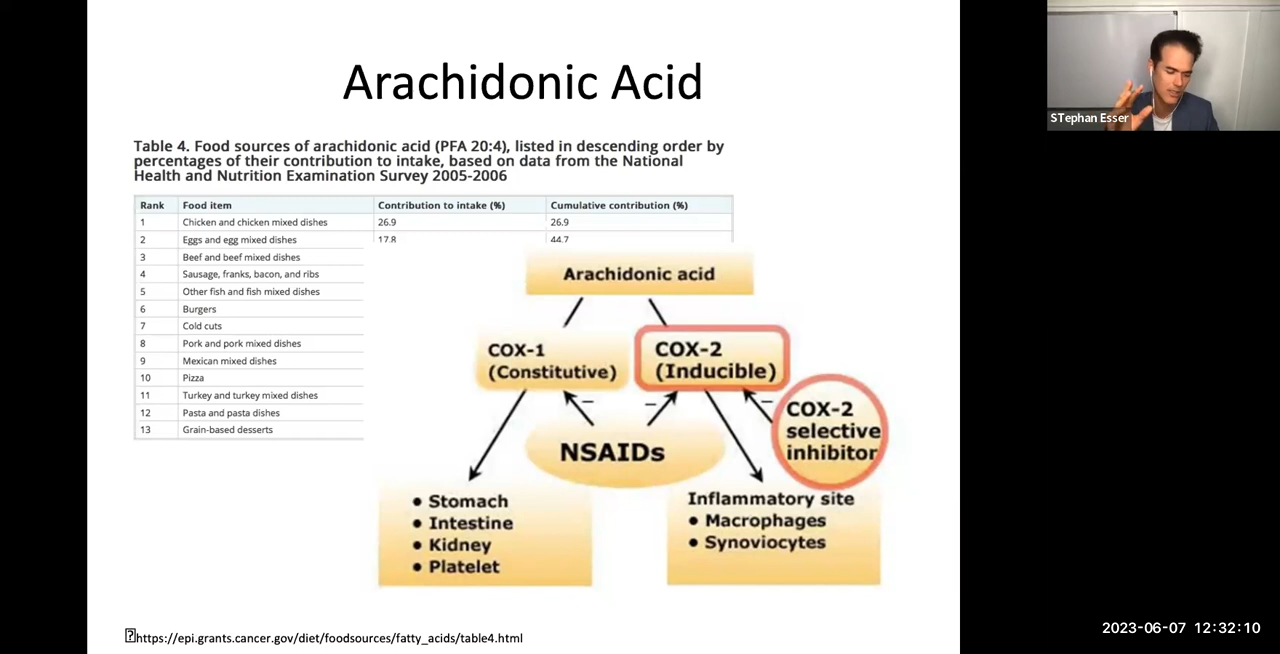 Arachidonic Acid
Table 4. Food sources of arachidonic acid (PFA 20:4), listed in descending order by
percentages of their contribution to intake, based on data from the National
Health and Nutrition Examination Survey 2005-2006
Rank Food item Contribution to intake (%) Cumulative contribution (%)
1 Chicken and chicken mixed dishes 26.9 26.9
2 Eggs and egg mixed dishes 17.8 44.7
3 Beef and beef mixed dishes
4 Sausage, franks, bacon, and ribs
5 Other fish and fish mixed dishes
6 Burgers
7 Cold cuts
8 Pork and pork mixed dishes
9 Mexican mixed dishes
10 Pizza
11 Turkey and turkey mixed dishes
12 Pasta and pasta dishes
13 Grain-based desserts
Arachidonic acid
COX-1
(Constitutive)
COX-2
(Inducible)
COX-2
selective
inhibitor
NSAIDs
• Stomach
• Intestine
• Kidney
• Platelet
Inflammatory site
• Macrophages
• Synoviocytes
https://epi.grants.cancer.gov/diet/foodsources/fatty_acids/table4.html
STephan Esser
2023-06-07 12:32:10